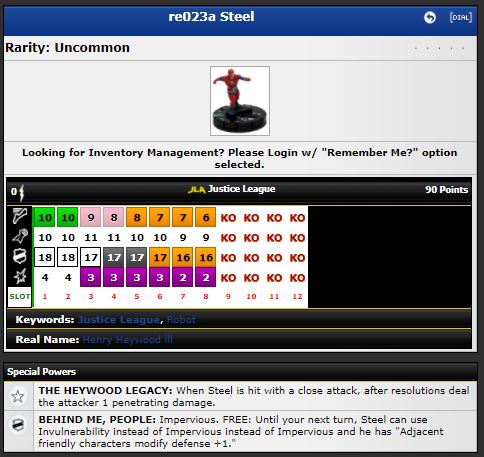 re023a Steel
[DIAL]
Rarity: Uncommon
Looking for Inventory Management? Please Login w/ "Remember Me?" option
selected.
0 JLA Justice League 90 Points
10 10 9 8 8 7 7 6 KO KO KO KO
10 10 11 11 10 10 9 9 KO KO KO KO
18 18 17 17 17 17 16 16 KO KO KO KO
4 4 3 3 3 3 2 2 KO KO KO KO
SLOT 1 2 3 4 5 6 7 8 9 10 11 12
Keywords: Justice League, Robot
Real Name: Henry Heywood III
Special Powers
THE HEYWOOD LEGACY: When Steel is hit with a close attack, after resolutions deal
the attacker 1 penetrating damage.
BEHIND ME, PEOPLE: Impervious. FREE: Until your next turn, Steel can use
Invulnerability instead of Impervious and he has "Adjacent
friendly characters modify defense +1."